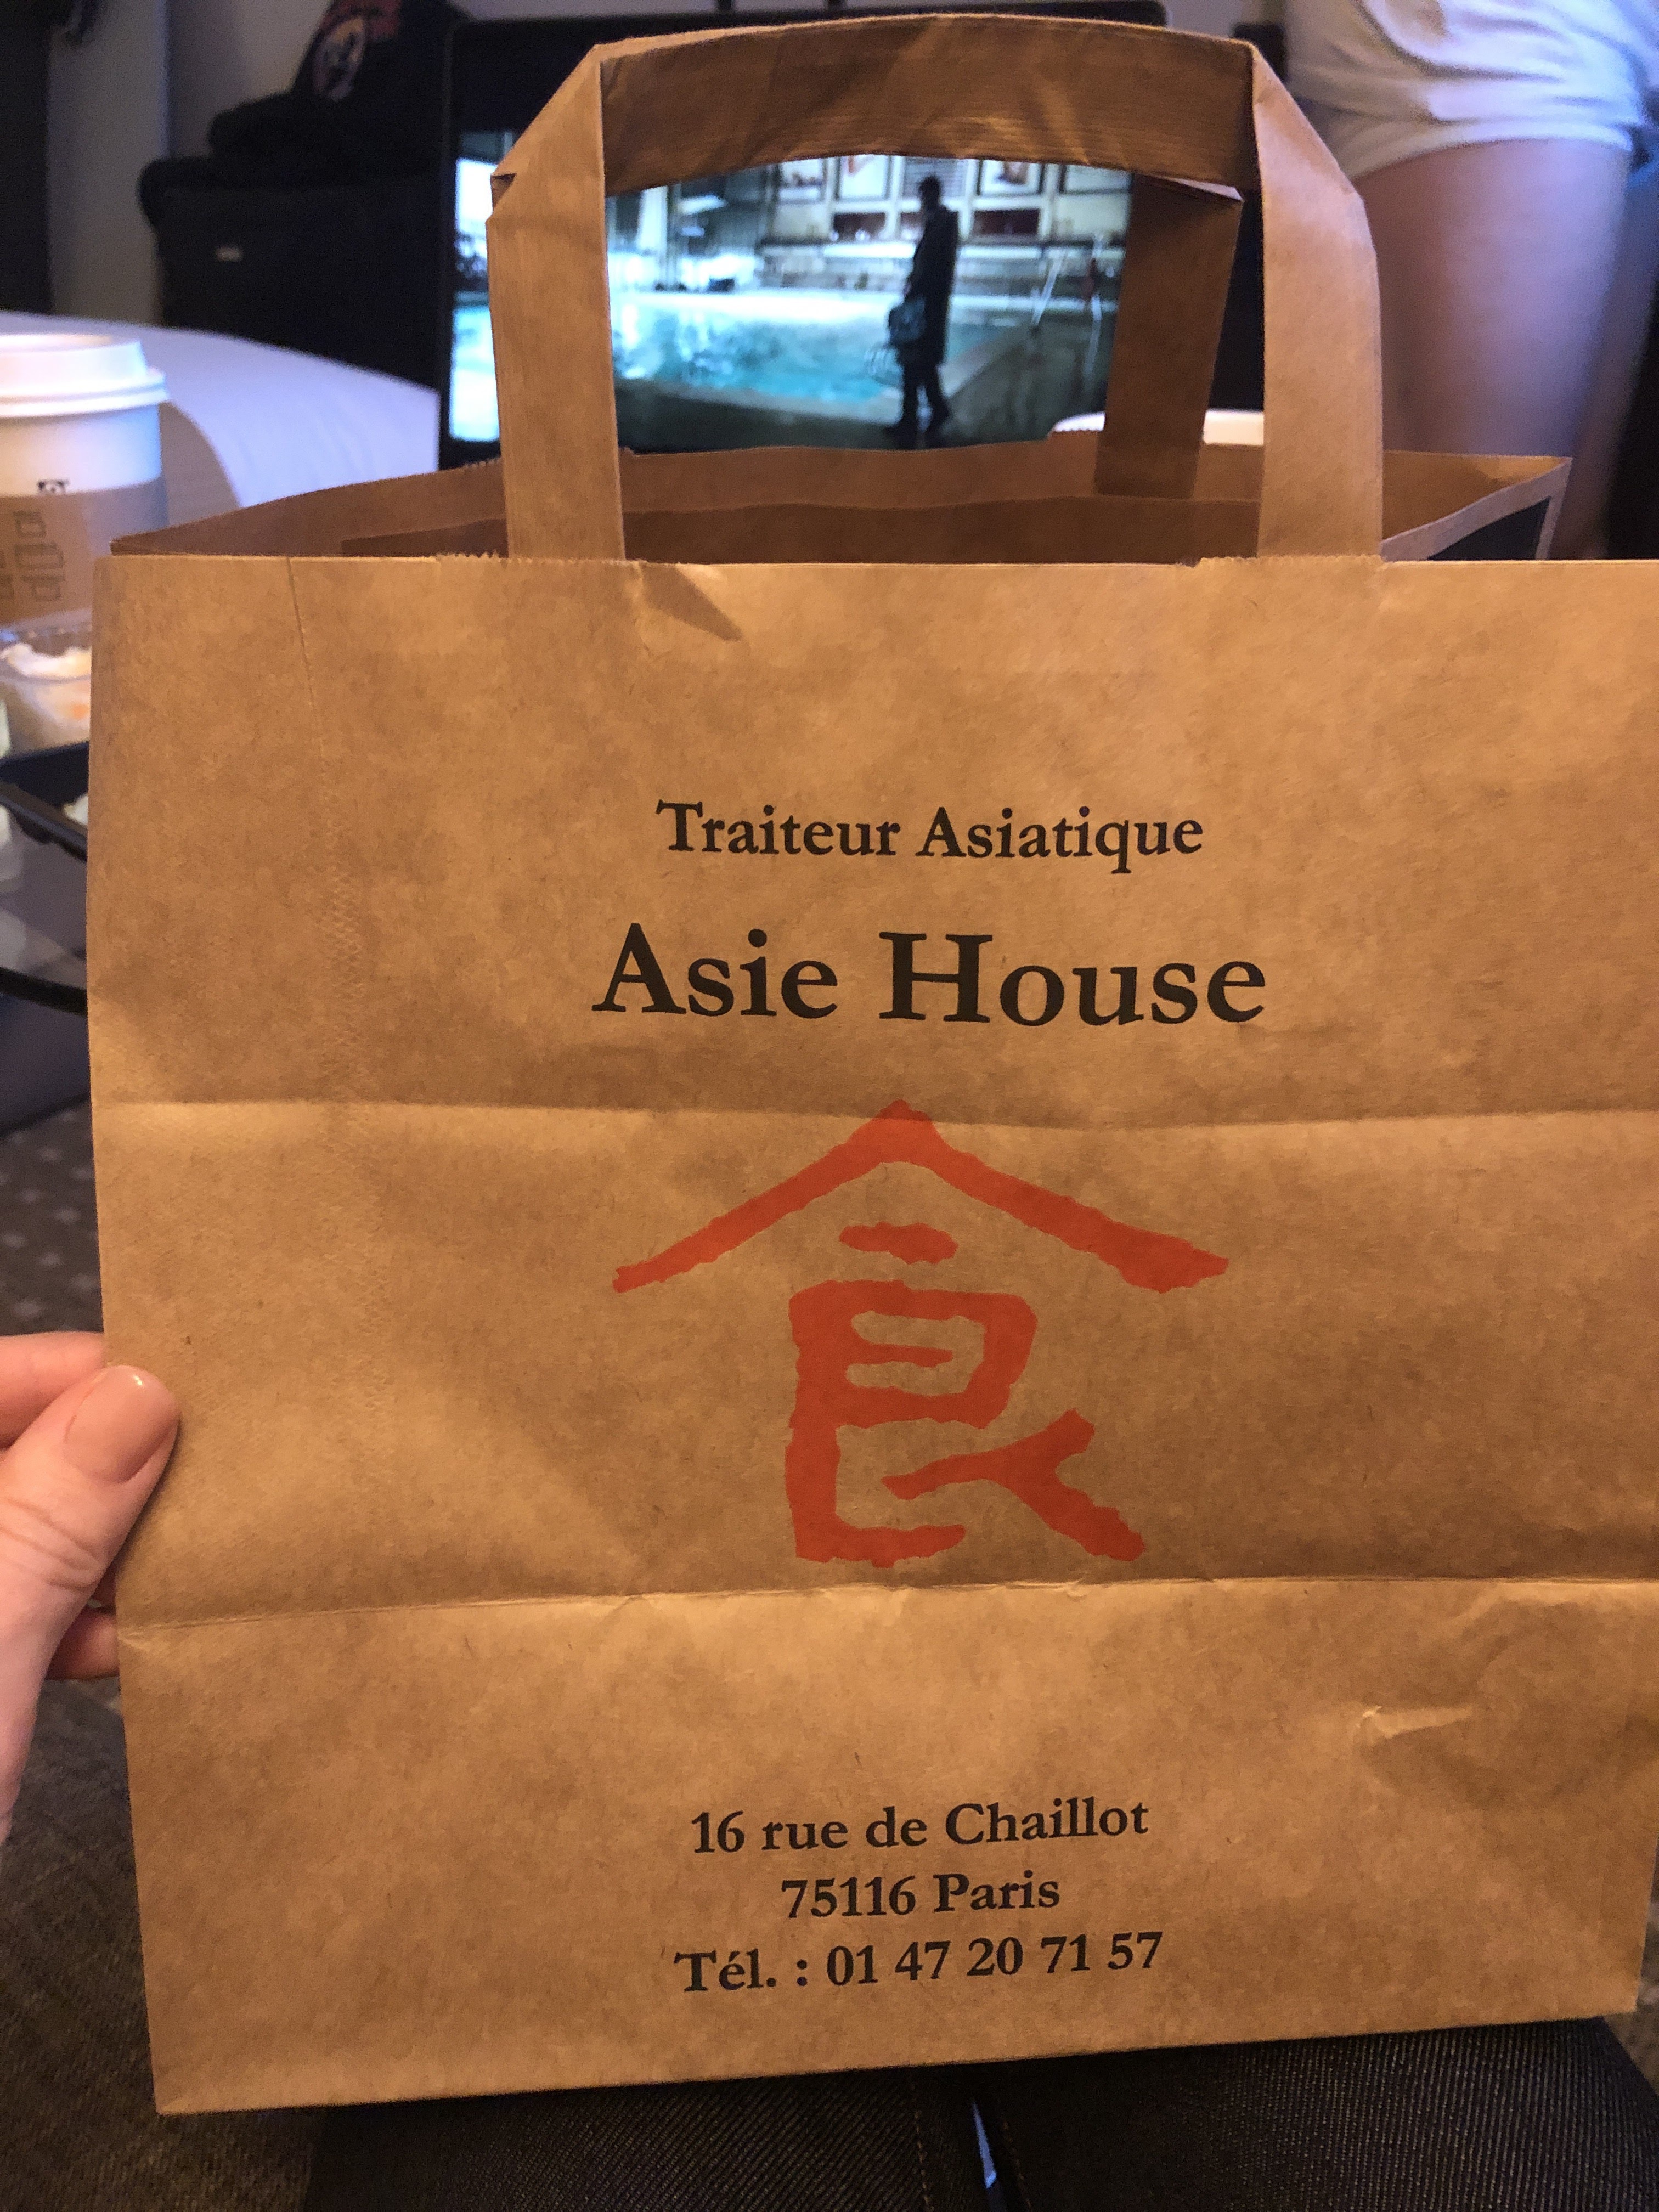 Traiteur Asiatique
Asie House
食
16 rue de Chaillot
75116 Paris
Tél. : 01 47 20 71 57